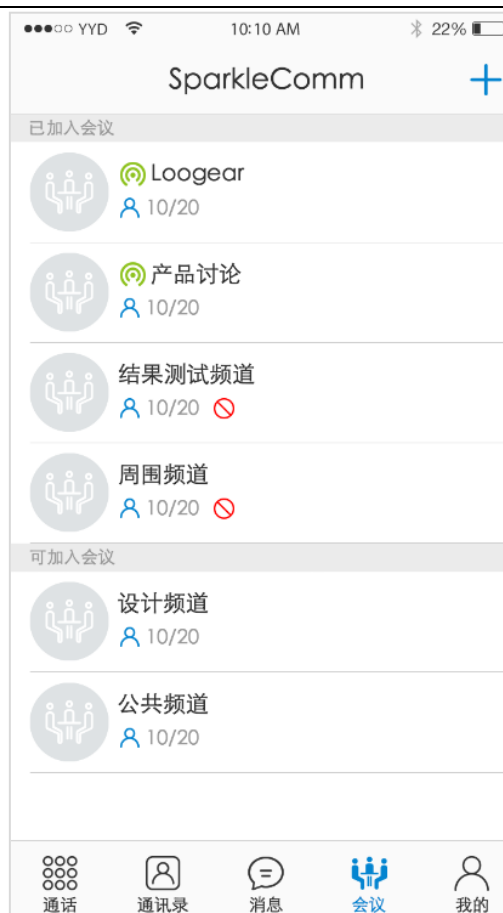 YYD 10:10 AM 22%
SparkleComm
已加入会议
Loogear
10/20
产品讨论
10/20
结果测试频道
10/20
周围频道
10/20
可加入会议
设计频道
10/20
公共频道
10/20
通话 通讯录 消息 会议 我的